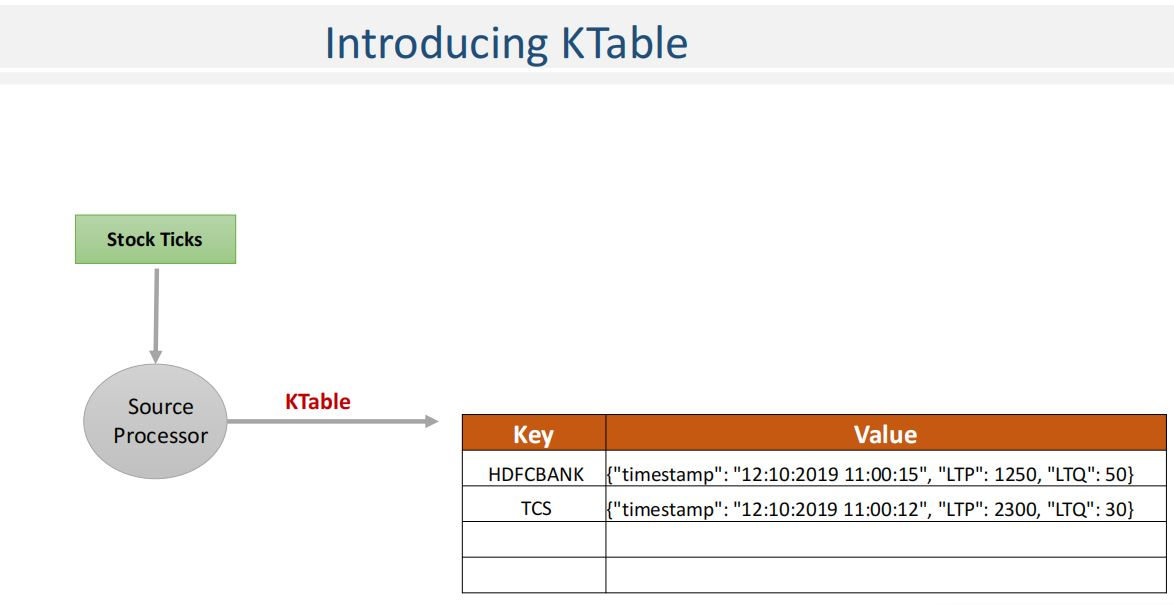 Introducing KTable
Stock Ticks
Source
Processor
KTable
Key Value
HDFCBANK {"timestamp": "12:10:2019 11:00:15", "LTP": 1250, "LTQ": 50}
TCS {"timestamp": "12:10:2019 11:00:12", "LTP": 2300, "LTQ": 30}